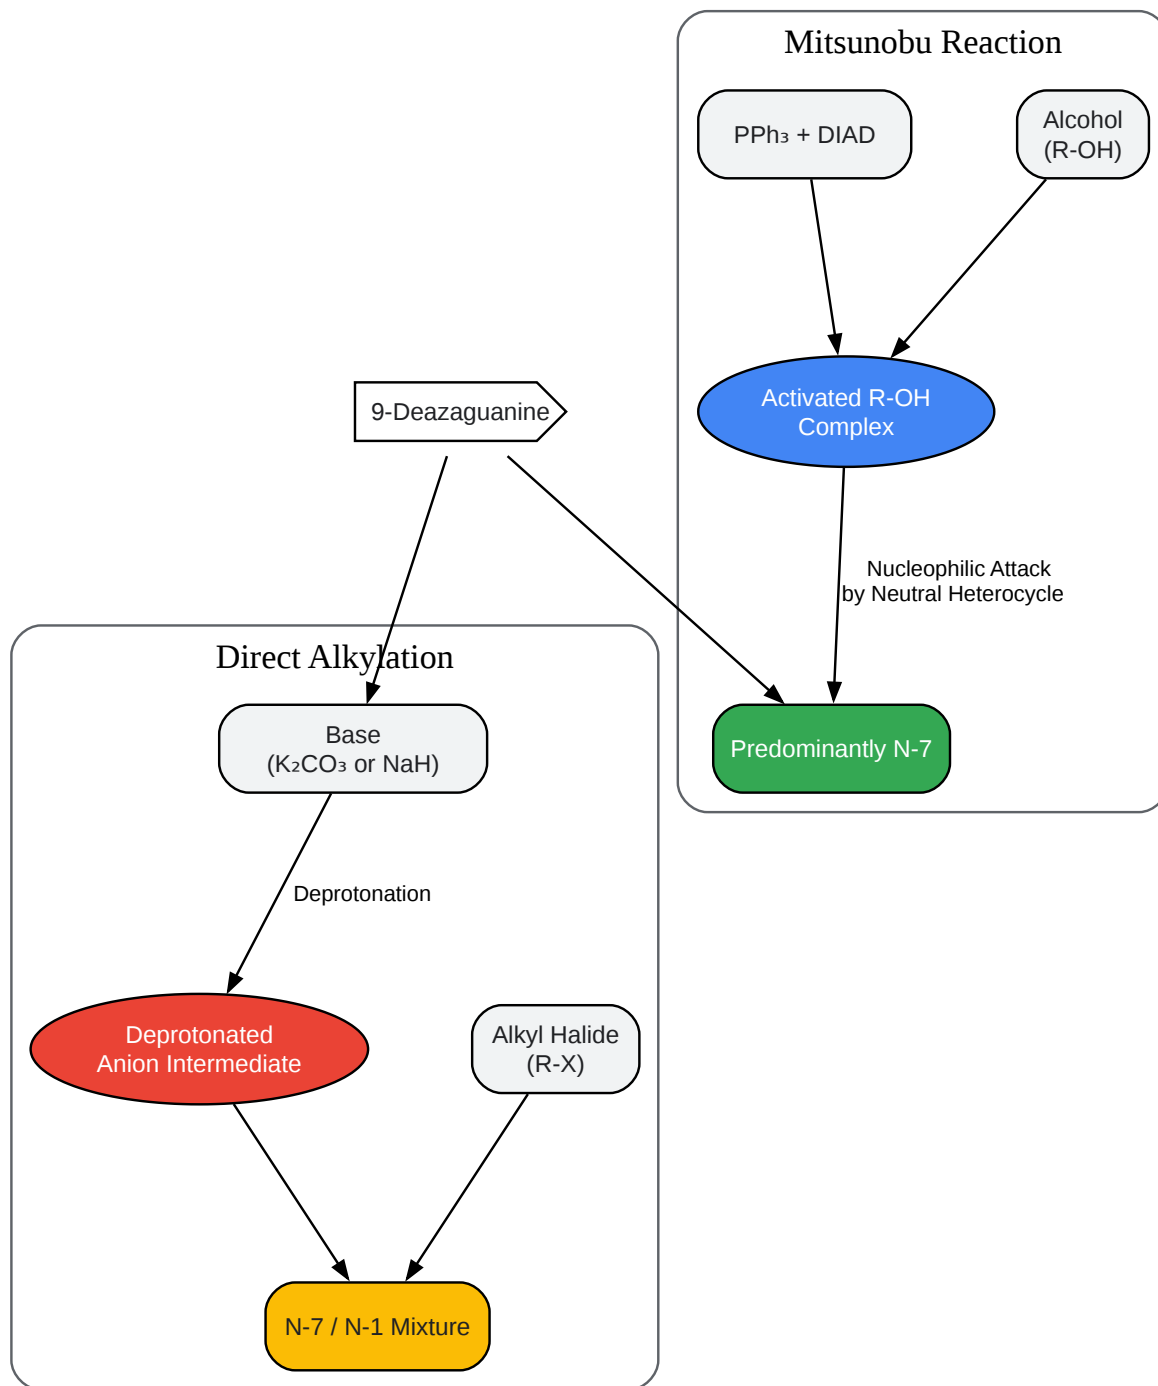 Mitsunobu Reaction
PPh₃ + DIAD
Alcohol
(R-OH)
9-Deazaguanine
Activated R-OH
Complex
Nucleophilic Attack
by Neutral Heterocycle
Direct Alkylation
Base
(K₂CO₃ or NaH)
Predominantly N-7
Deprotonation
Deprotonated
Anion Intermediate
Alkyl Halide
(R-X)
N-7 / N-1 Mixture